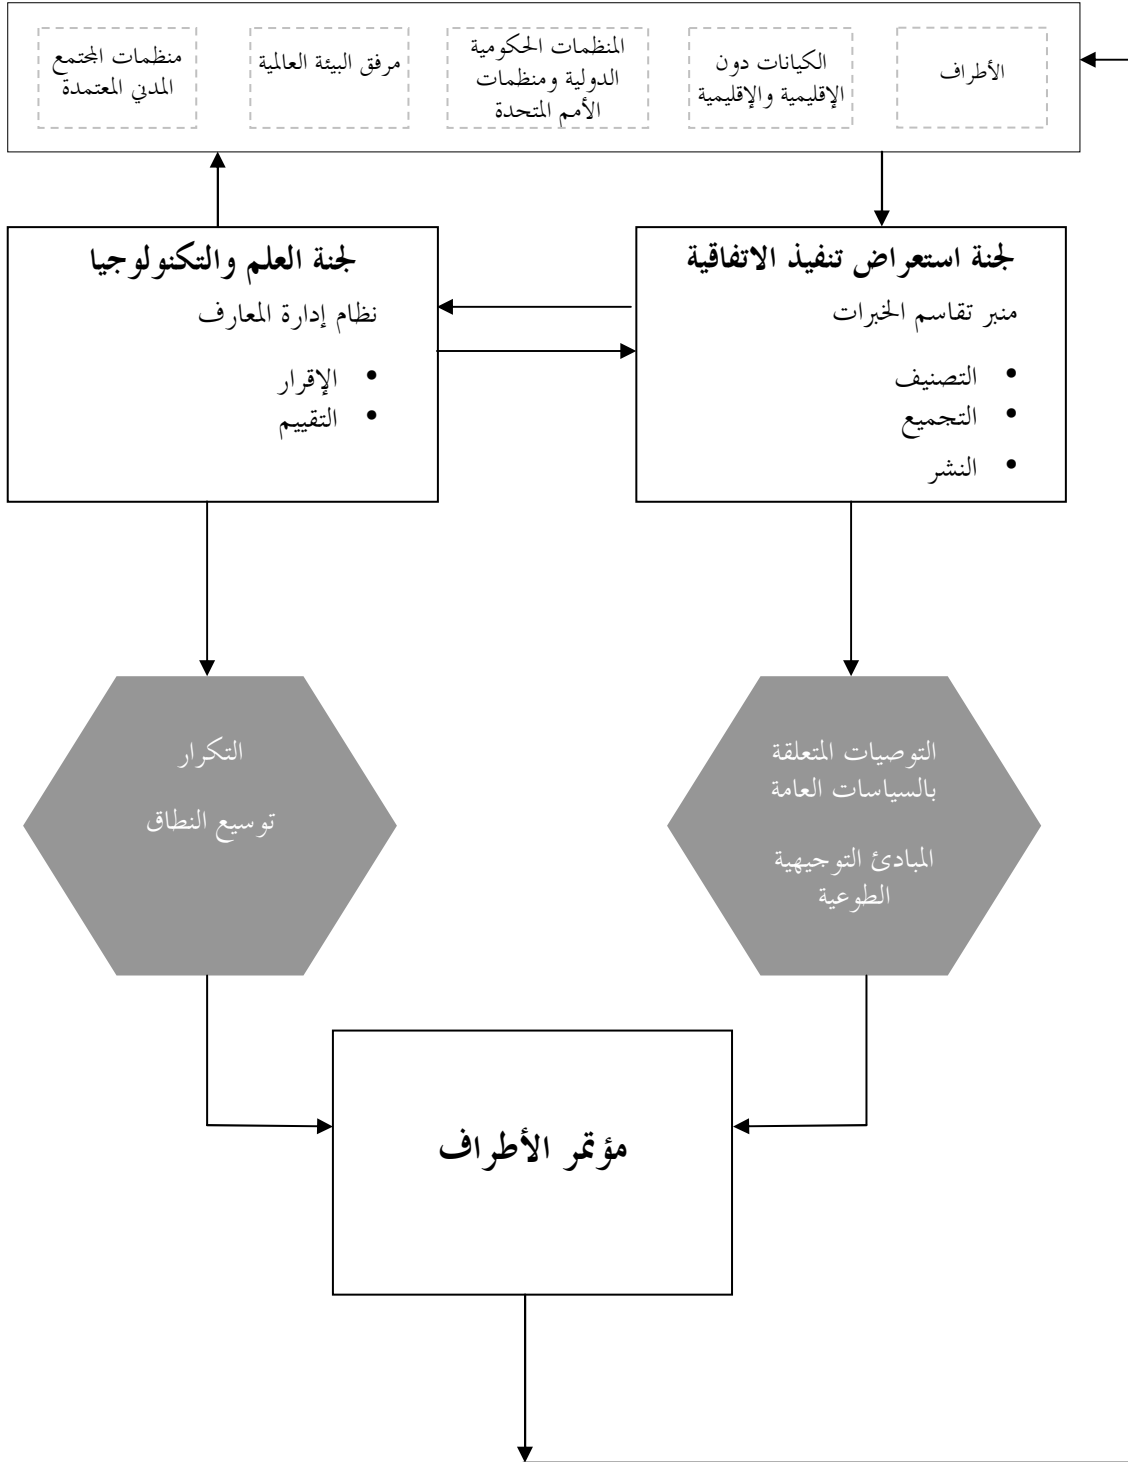 الأطراف
الكيانات دون
الإقليمية والإقليمية
المنظمات الحكومية
الدولية ومنظمات
الأمم المتحدة
مرفق البيئة العالمية
منظمات المجتمع
المدني المعتمدة
لجنة استعراض تنفيذ الاتفاقية
منبر تقاسم الخبرات
• التصنيف
• التجميع
• النشر
لجنة العلم والتكنولوجيا
نظام إدارة المعارف
• الإقرار
• التقييم
التوصيات المتعلقة
بالسياسات العامة
المبادئ التوجيهية
الطوعية
التكرار
توسيع النطاق
مؤتمر الأطراف